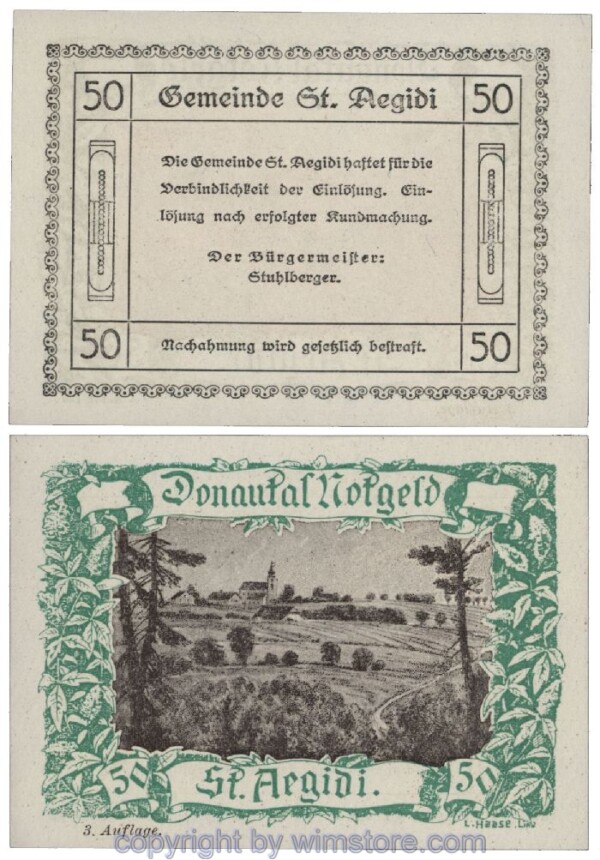 50 Gemeinde St. Aegidi 50
Die Gemeinde St. Aegidi haftet für die
Verbindlichkeit der Einlösung. Ein-
lösung nach erfolgter Kundmachung.
Der Bürgermeister:
Stuhlberger.
50 Nachahmung wird gesetzlich bestraft. 50
Donautal Notgeld
50 St. Aegidi. 50
L. Haase
3. Auflage.
copyright by wimstore.com